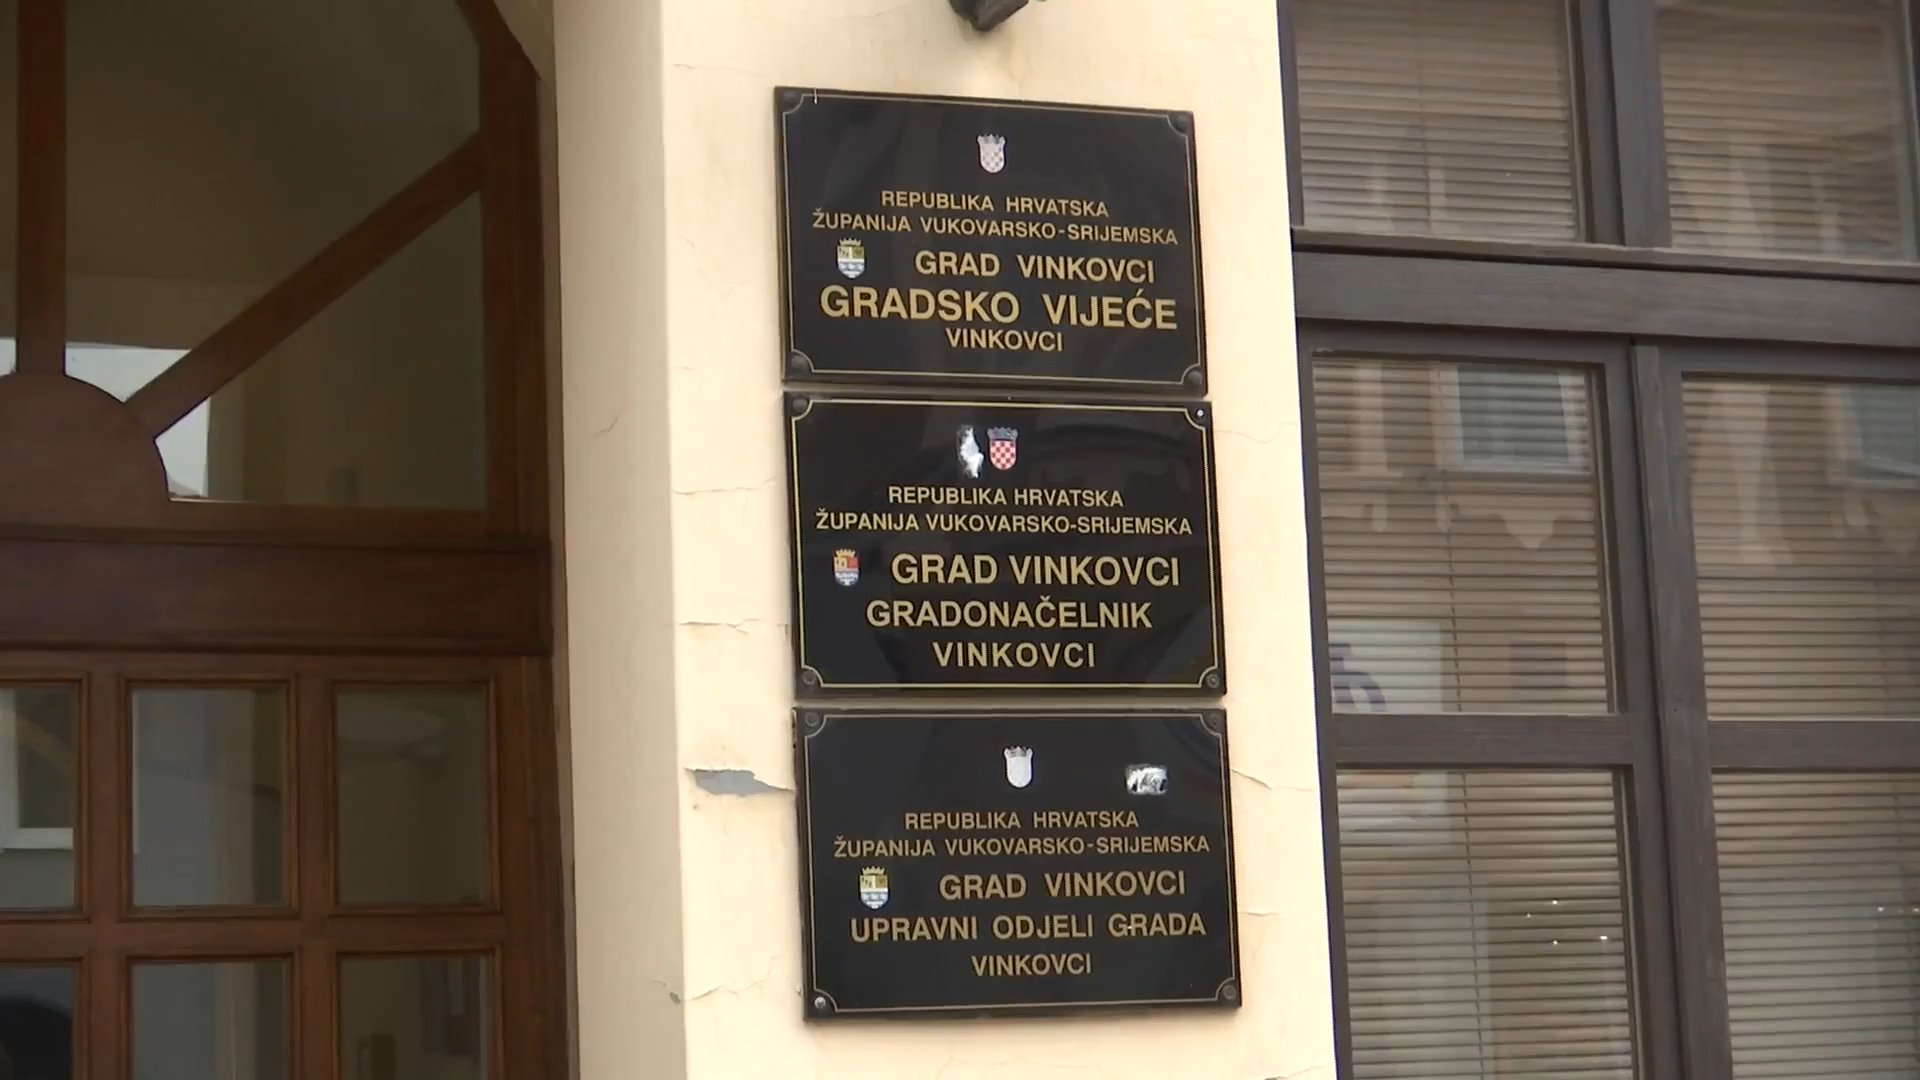 REPUBLIKA HRVATSKA
ŽUPANIJA VUKOVARSKO-SRIJEMSKA
GRAD VINKOVCI
GRADSKO VIJEĆE
VINKOVCI
REPUBLIKA HRVATSKA
ŽUPANIJA VUKOVARSKO-SRIJEMSKA
GRAD VINKOVCI
GRADONAČELNIK
VINKOVCI
REPUBLIKA HRVATSKA
ŽUPANIJA VUKOVARSKO-SRIJEMSKA
GRAD VINKOVCI
UPRAVNI ODJELI GRADA
VINKOVCI